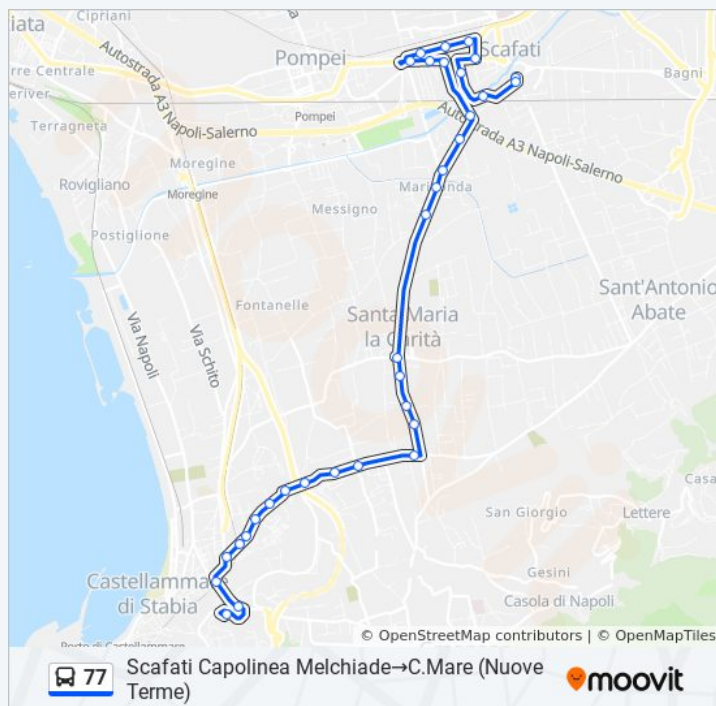 Cipriani
iata
Pompei
Scafati
rre Centrale
Autostrada A3 Napoli-Salerno
Bagni
eriver
Terragneta
Pompei
Autostrada A3 Napoli-Salerno
Moregine
Rovigliano
Moregine
Messigno
Postiglione
Sant'Antonio
Abate
Fontanelle
Santa Maria
la Carità
Via Napoli
Via Schito
Casa
San Giorgio
Lettere
Gesini
Castellammare
di Stabia
Casola di Napoli
© OpenStreetMap contributors | © OpenMapTiles
77
Scafati Capolinea Melchiade→C.Mare (Nuove
Terme)
moovit